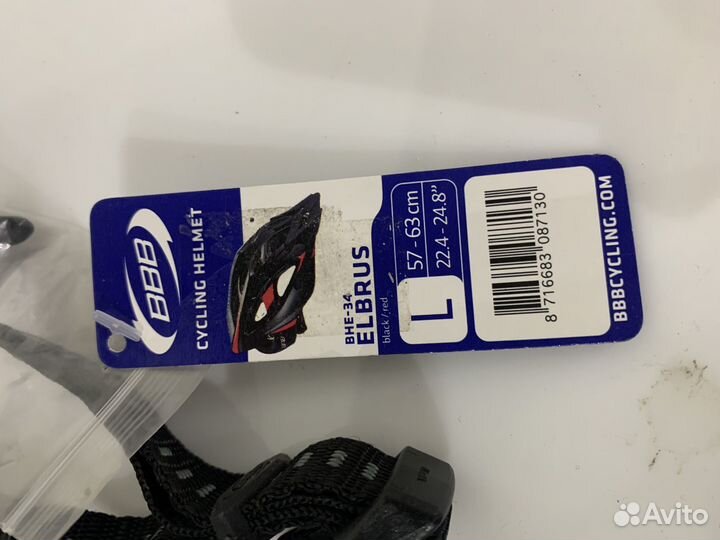 BBB
CYCLING HELMET
BHE-34
ELBRUS
black/red
L
57 - 63 cm
22.4 - 24.8"
8 716683 087130
BBBCYCLING.COM
Avito